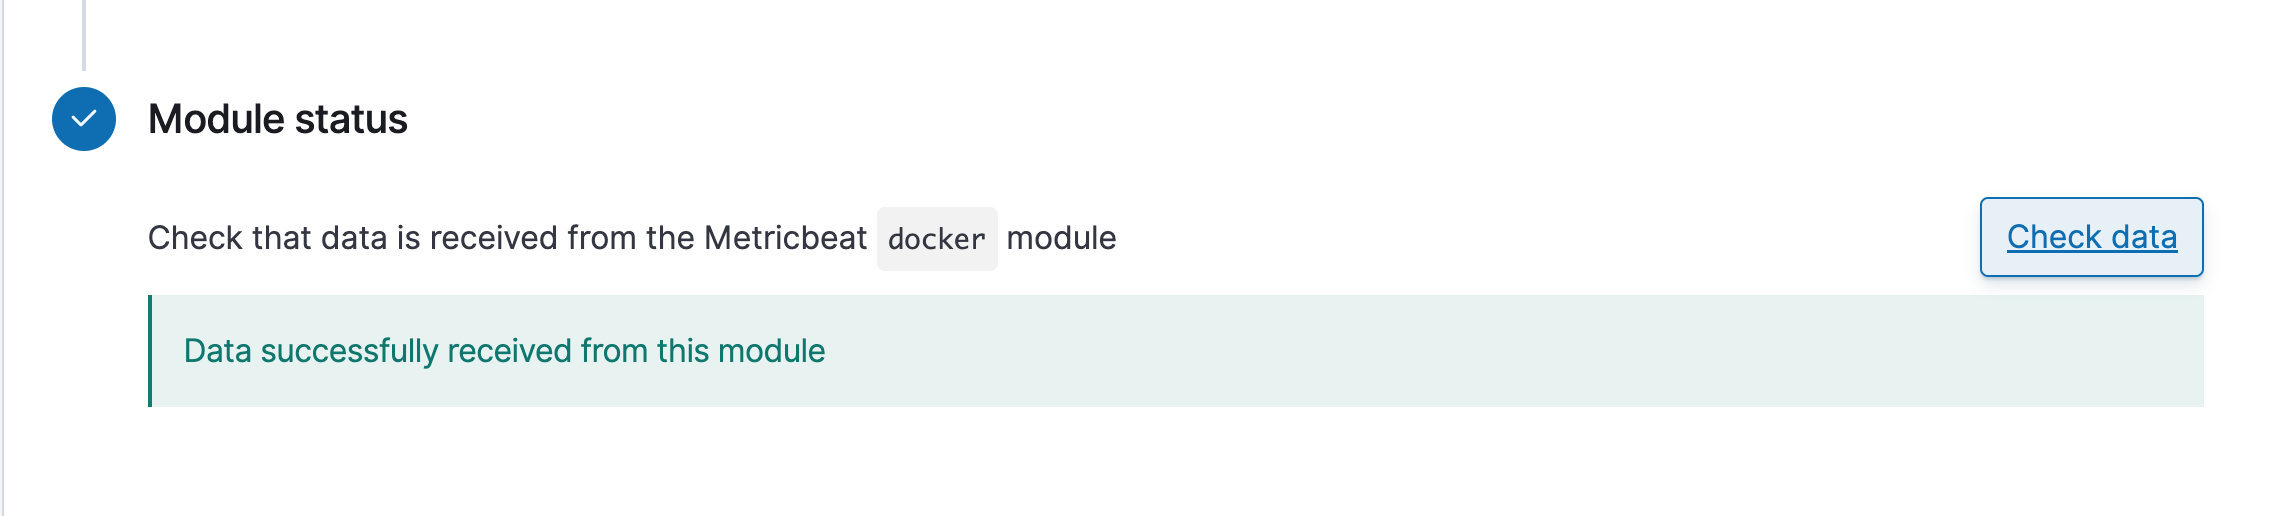 Module status
Check that data is received from the Metricbeat docker module
Check data
Data successfully received from this module